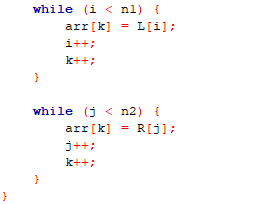 while (i < n1) {
arr[k] = L[i];
i++;
k++;
}
while (j < n2) {
arr[k] = R[j];
j++;
k++;
}
}